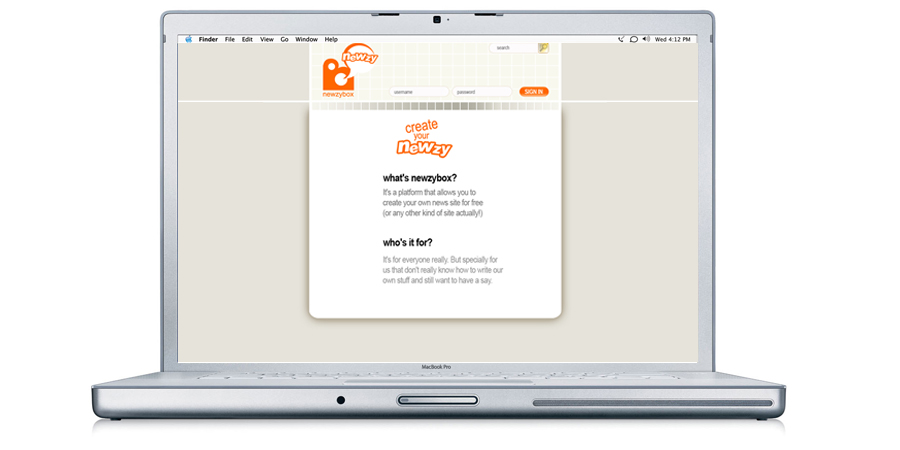 Finder File Edit View Go Window Help Wed 4:12 PM
newzy
search
newzybox
username password SIGN IN
create
your
newzy
what's newzybox?
It's a platform that allows you to
create your own news site for free
(or any other kind of site actually!)
who's it for?
It's for everyone really. But specially for
us that don't really know how to write our
own stuff and still want to have a say.
MacBook Pro